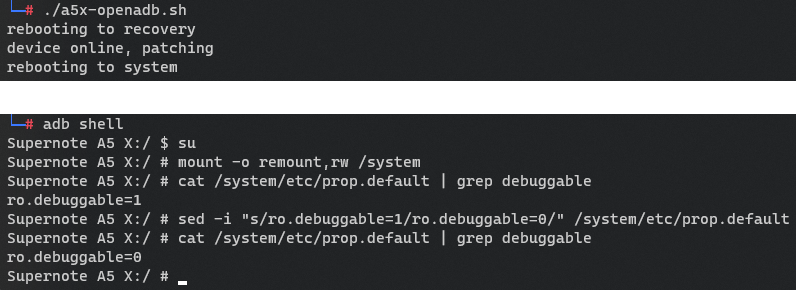 └─# ./a5x-openadb.sh
rebooting to recovery
device online, patching
rebooting to system
└─# adb shell
Supernote A5 X:/ $ su
Supernote A5 X:/ # mount -o remount,rw /system
Supernote A5 X:/ # cat /system/etc/prop.default | grep debuggable
ro.debuggable=1
Supernote A5 X:/ # sed -i "s/ro.debuggable=1/ro.debuggable=0/" /system/etc/prop.default
Supernote A5 X:/ # cat /system/etc/prop.default | grep debuggable
ro.debuggable=0
Supernote A5 X:/ #